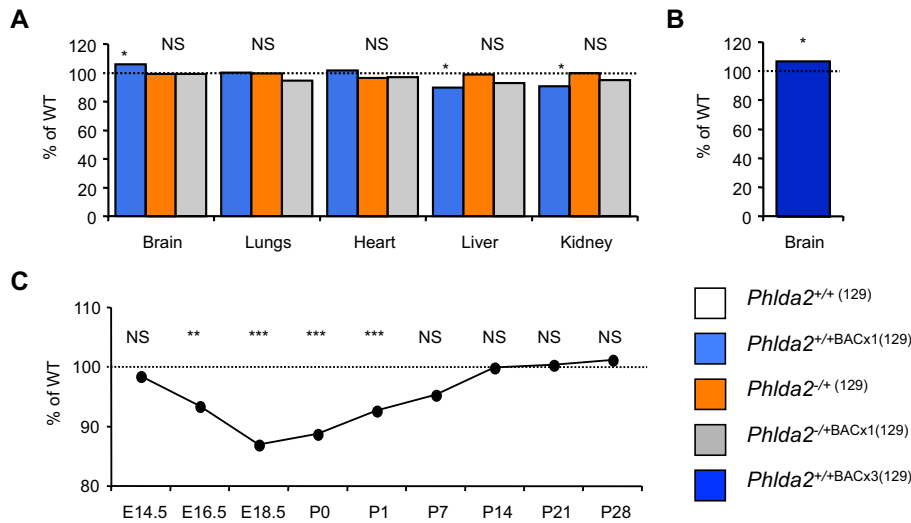 A
120
100
80
60
40
20
0
% of WT
* NS NS NS * NS * NS
Brain Lungs Heart Liver Kidney
B
120
100
80
60
40
20
0
% of WT
*
Brain
C
110
100
90
80
% of WT
NS ** *** *** *** NS NS NS NS
E14.5 E16.5 E18.5 P0 P1 P7 P14 P21 P28
Phlda2+/+ (129)
Phlda2+/+BACx1(129)
Phlda2-/+ (129)
Phlda2-/+BACx1(129)
Phlda2+/+BACx3(129)